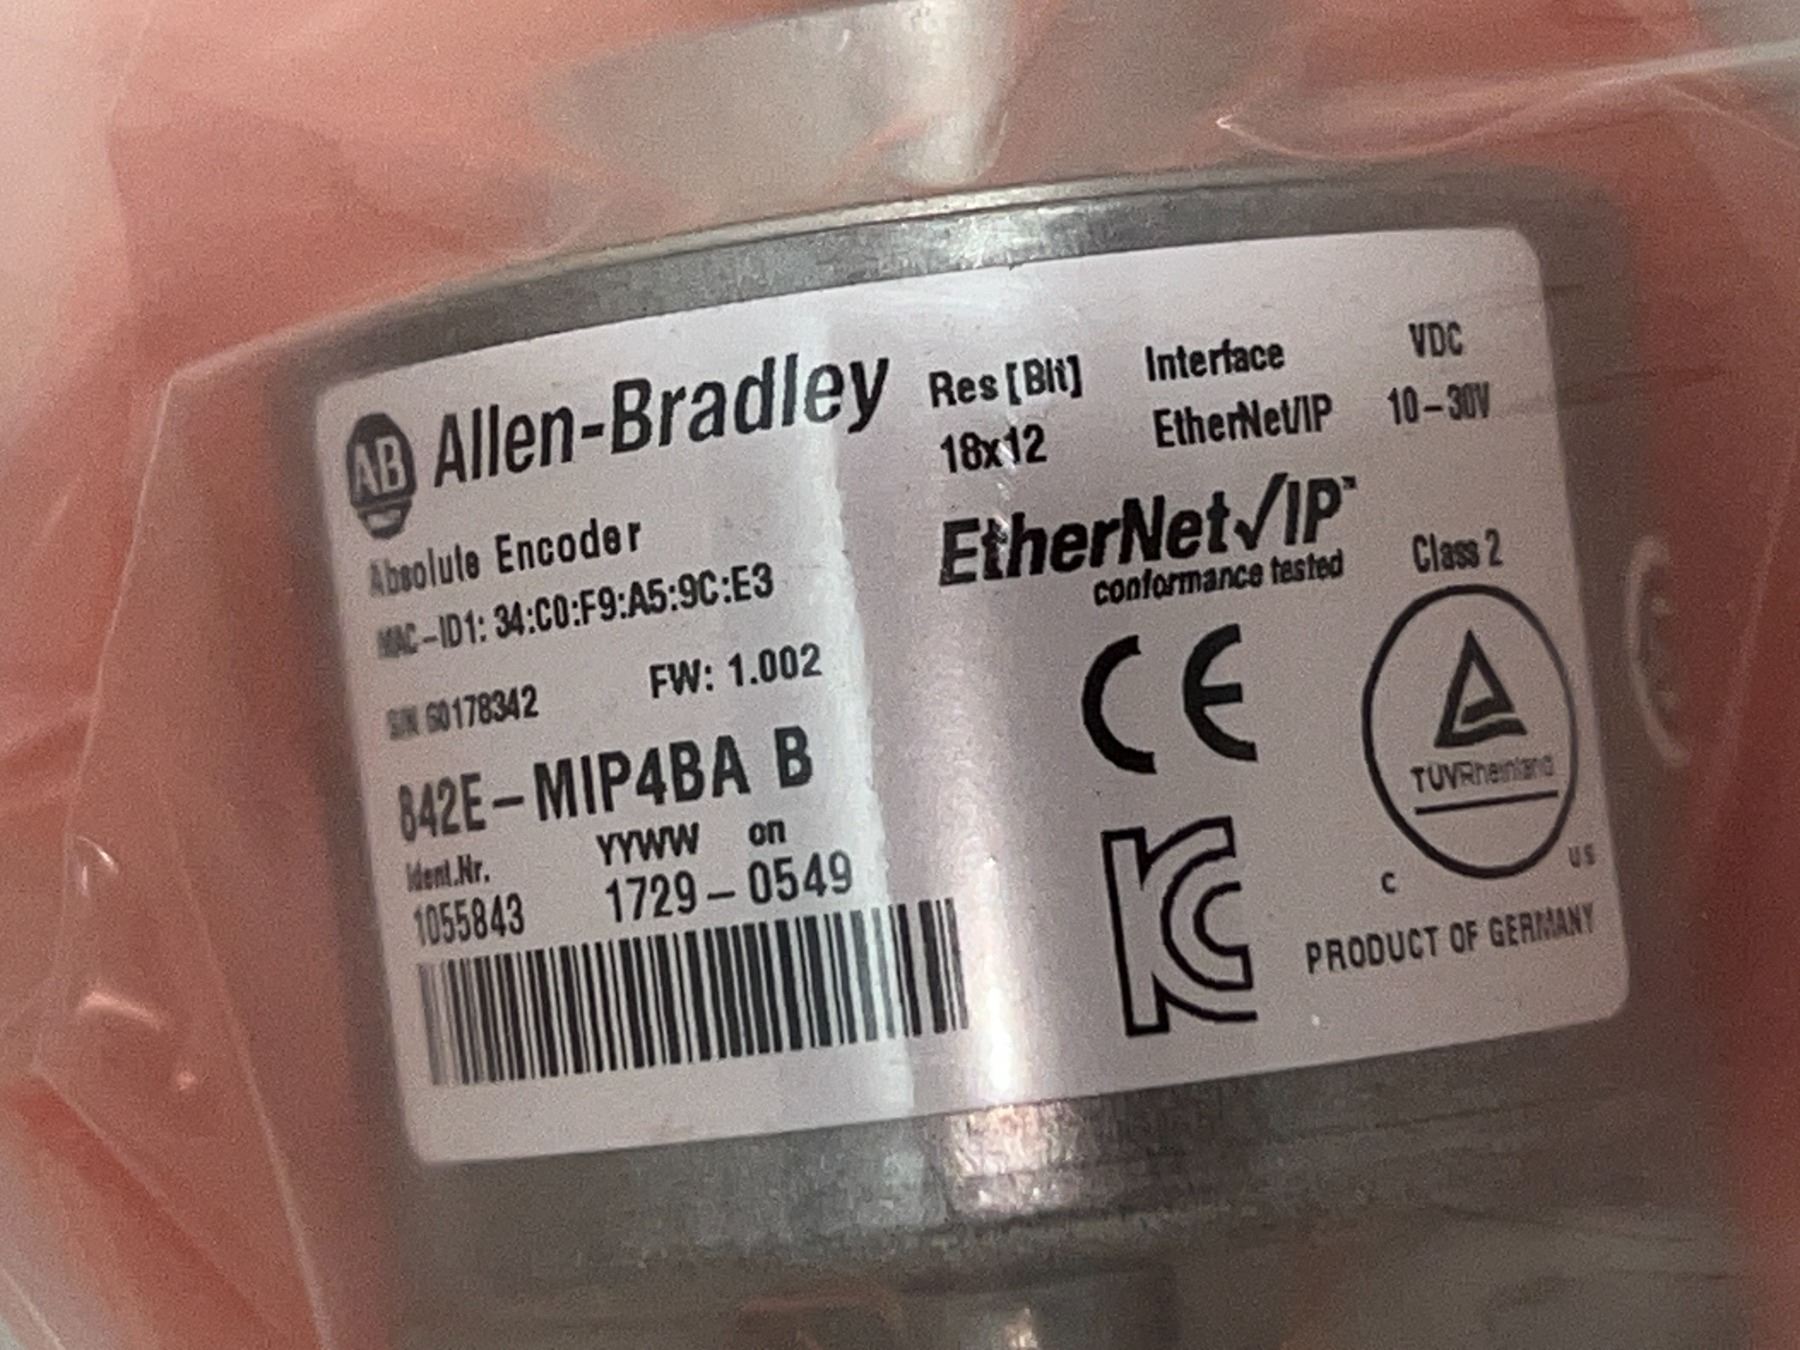 AB Allen-Bradley
Absolute Encoder
MAC-ID1: 34:C0:F9:A5:9C:E3
S/N 60178342 FW: 1.002
842E-MIP4BA B
Ident.Nr. YYWW on
1055843 1729-0549
Res [Bit] Interface VDC
18x12 EtherNet/IP 10-30V
EtherNet/IP™
conformance tested
Class 2
CE
TÜVRheinland
C US
KC
PRODUCT OF GERMANY